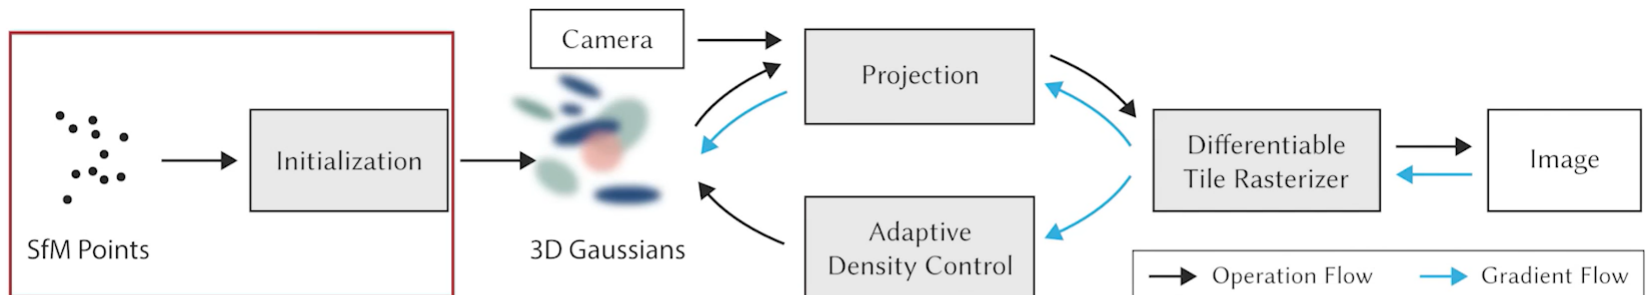 Camera
Projection
Initialization
Differentiable
Tile Rasterizer
Image
SfM Points
3D Gaussians
Adaptive
Density Control
Operation Flow
Gradient Flow